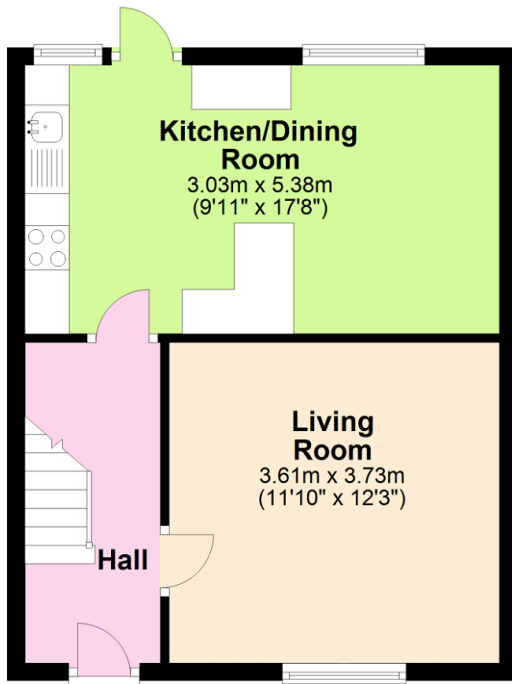 Kitchen/Dining
Room
3.03m x 5.38m
(9'11" x 17'8")
Living
Room
3.61m x 3.73m
(11'10" x 12'3")
Hall